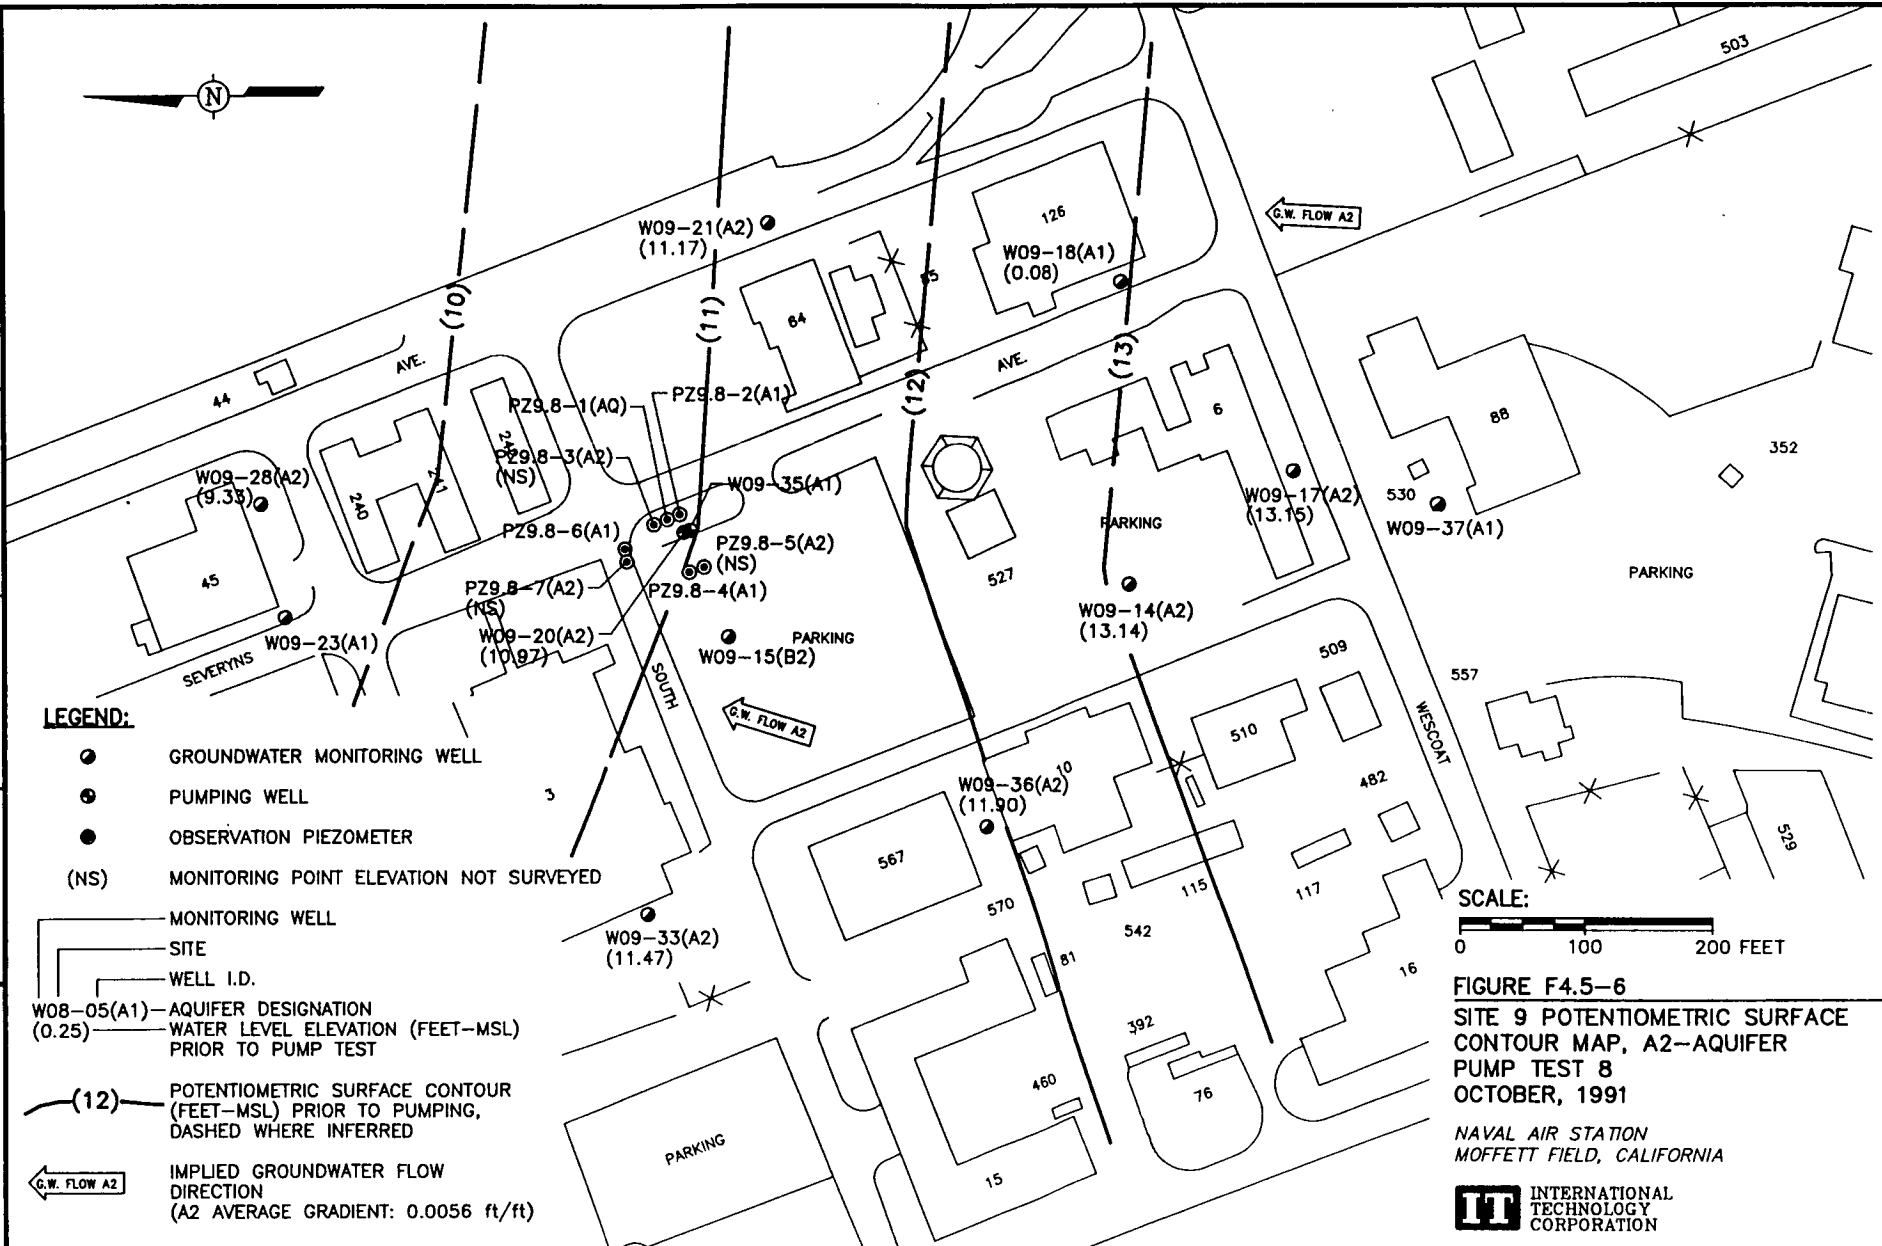 N
503
126
W09-21(A2)
(11.17)
W09-18(A1)
(0.08)
G.W. FLOW A2
(10)
(11)
64
(12)
(13)
AVE.
AVE.
44
PZ9.8-1(AQ)
PZ9.8-2(A1)
6
88
352
W09-28(A2)
(9.33)
240
241
PZ9.8-3(A2)
(NS)
W09-35(A1)
W09-17(A2)
(13.15)
530
W09-37(A1)
PARKING
PZ9.8-6(A1)
PZ9.8-5(A2)
(NS)
45
PZ9.8-7(A2)
(NS)
PZ9.8-4(A1)
527
PARKING
W09-14(A2)
(13.14)
W09-23(A1)
W09-20(A2)
(10.97)
PARKING
W09-15(B2)
SEVERYNS
SOUTH
509
557
G.W. FLOW A2
510
WESCOAT
10
482
W09-36(A2)
(11.90)
3
567
529
115
117
570
542
W09-33(A2)
(11.47)
81
16
392
460
76
PARKING
15
LEGEND:
GROUNDWATER MONITORING WELL
PUMPING WELL
OBSERVATION PIEZOMETER
(NS) MONITORING POINT ELEVATION NOT SURVEYED
MONITORING WELL
SITE
WELL I.D.
W08-05(A1) AQUIFER DESIGNATION
(0.25) WATER LEVEL ELEVATION (FEET-MSL)
PRIOR TO PUMP TEST
(12) POTENTIOMETRIC SURFACE CONTOUR
(FEET-MSL) PRIOR TO PUMPING,
DASHED WHERE INFERRED
G.W. FLOW A2
IMPLIED GROUNDWATER FLOW
DIRECTION
(A2 AVERAGE GRADIENT: 0.0056 ft/ft)
SCALE:
0 100 200 FEET
FIGURE F4.5-6
SITE 9 POTENTIOMETRIC SURFACE
CONTOUR MAP, A2-AQUIFER
PUMP TEST 8
OCTOBER, 1991
NAVAL AIR STATION
MOFFETT FIELD, CALIFORNIA
IT
INTERNATIONAL
TECHNOLOGY
CORPORATION